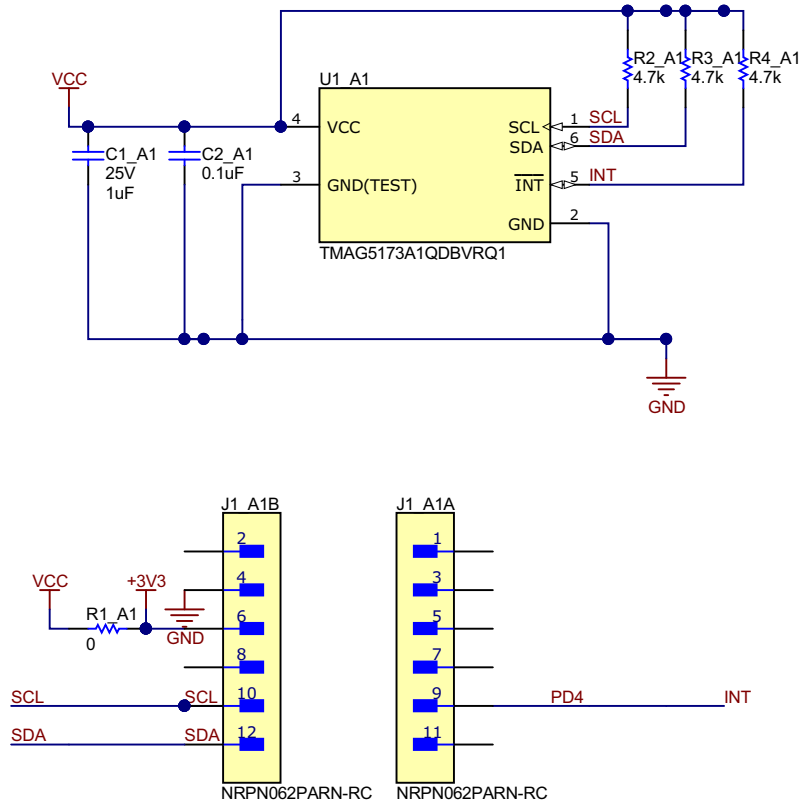 R2_A1
4.7k
R3_A1
4.7k
R4_A1
4.7k
VCC
U1_A1
C1_A1
25V
1uF
C2_A1
0.1uF
4
VCC
3
GND(TEST)
SCL
1
SCL
SDA
6
SDA
INT
5
INT
GND
2
TMAG5173A1QDBVRQ1
GND
J1_A1B
J1_A1A
2
4
6
8
10
12
1
3
5
7
9
11
VCC
+3V3
R1_A1
0
GND
SCL
SCL
SDA
SDA
PD4
INT
NRPN062PARN-RC
NRPN062PARN-RC